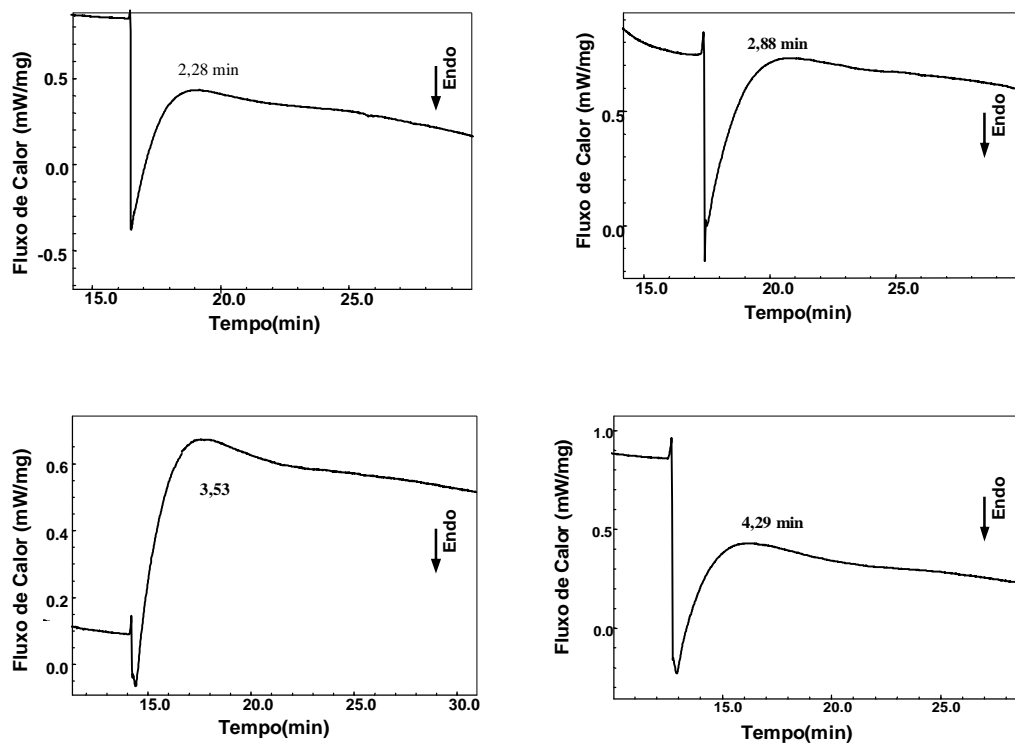 0.5
0.0
-0.5
15.0
20.0
25.0
Fluxo de Calor (mW/mg)
Tempo(min)
2,28 min
Endo
0.5
0.0
15.0
20.0
25.0
Fluxo de Calor (mW/mg)
Tempo(min)
2,88 min
Endo
0.6
0.4
0.2
0.0
15.0
20.0
25.0
30.0
Fluxo de Calor (mW/mg)
Tempo(min)
3,53
Endo
1.0
0.5
0.0
15.0
20.0
25.0
Fluxo de Calor (mW/mg)
Tempo(min)
4,29 min
Endo